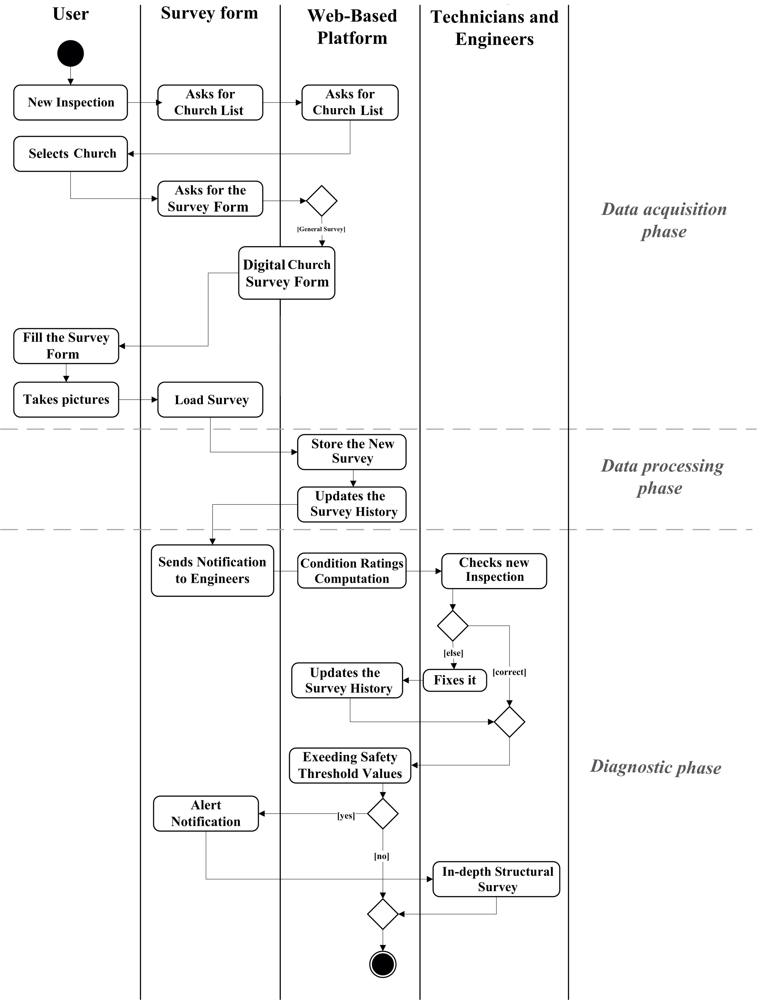 User
Survey form
Web-Based
Platform
Technicians and
Engineers
New Inspection
Asks for
Church List
Asks for
Church List
Selects Church
Asks for the
Survey Form
[General Survey]
Data acquisition
phase
Digital Church
Survey Form
Fill the Survey
Form
Takes pictures
Load Survey
Store the New
Survey
Data processing
phase
Updates the
Survey History
Sends Notification
to Engineers
Condition Ratings
Computation
Checks new
Inspection
[else]
[correct]
Updates the
Survey History
Fixes it
Exeeding Safety
Threshold Values
Diagnostic phase
Alert
Notification
[yes]
[no]
In-depth Structural
Survey